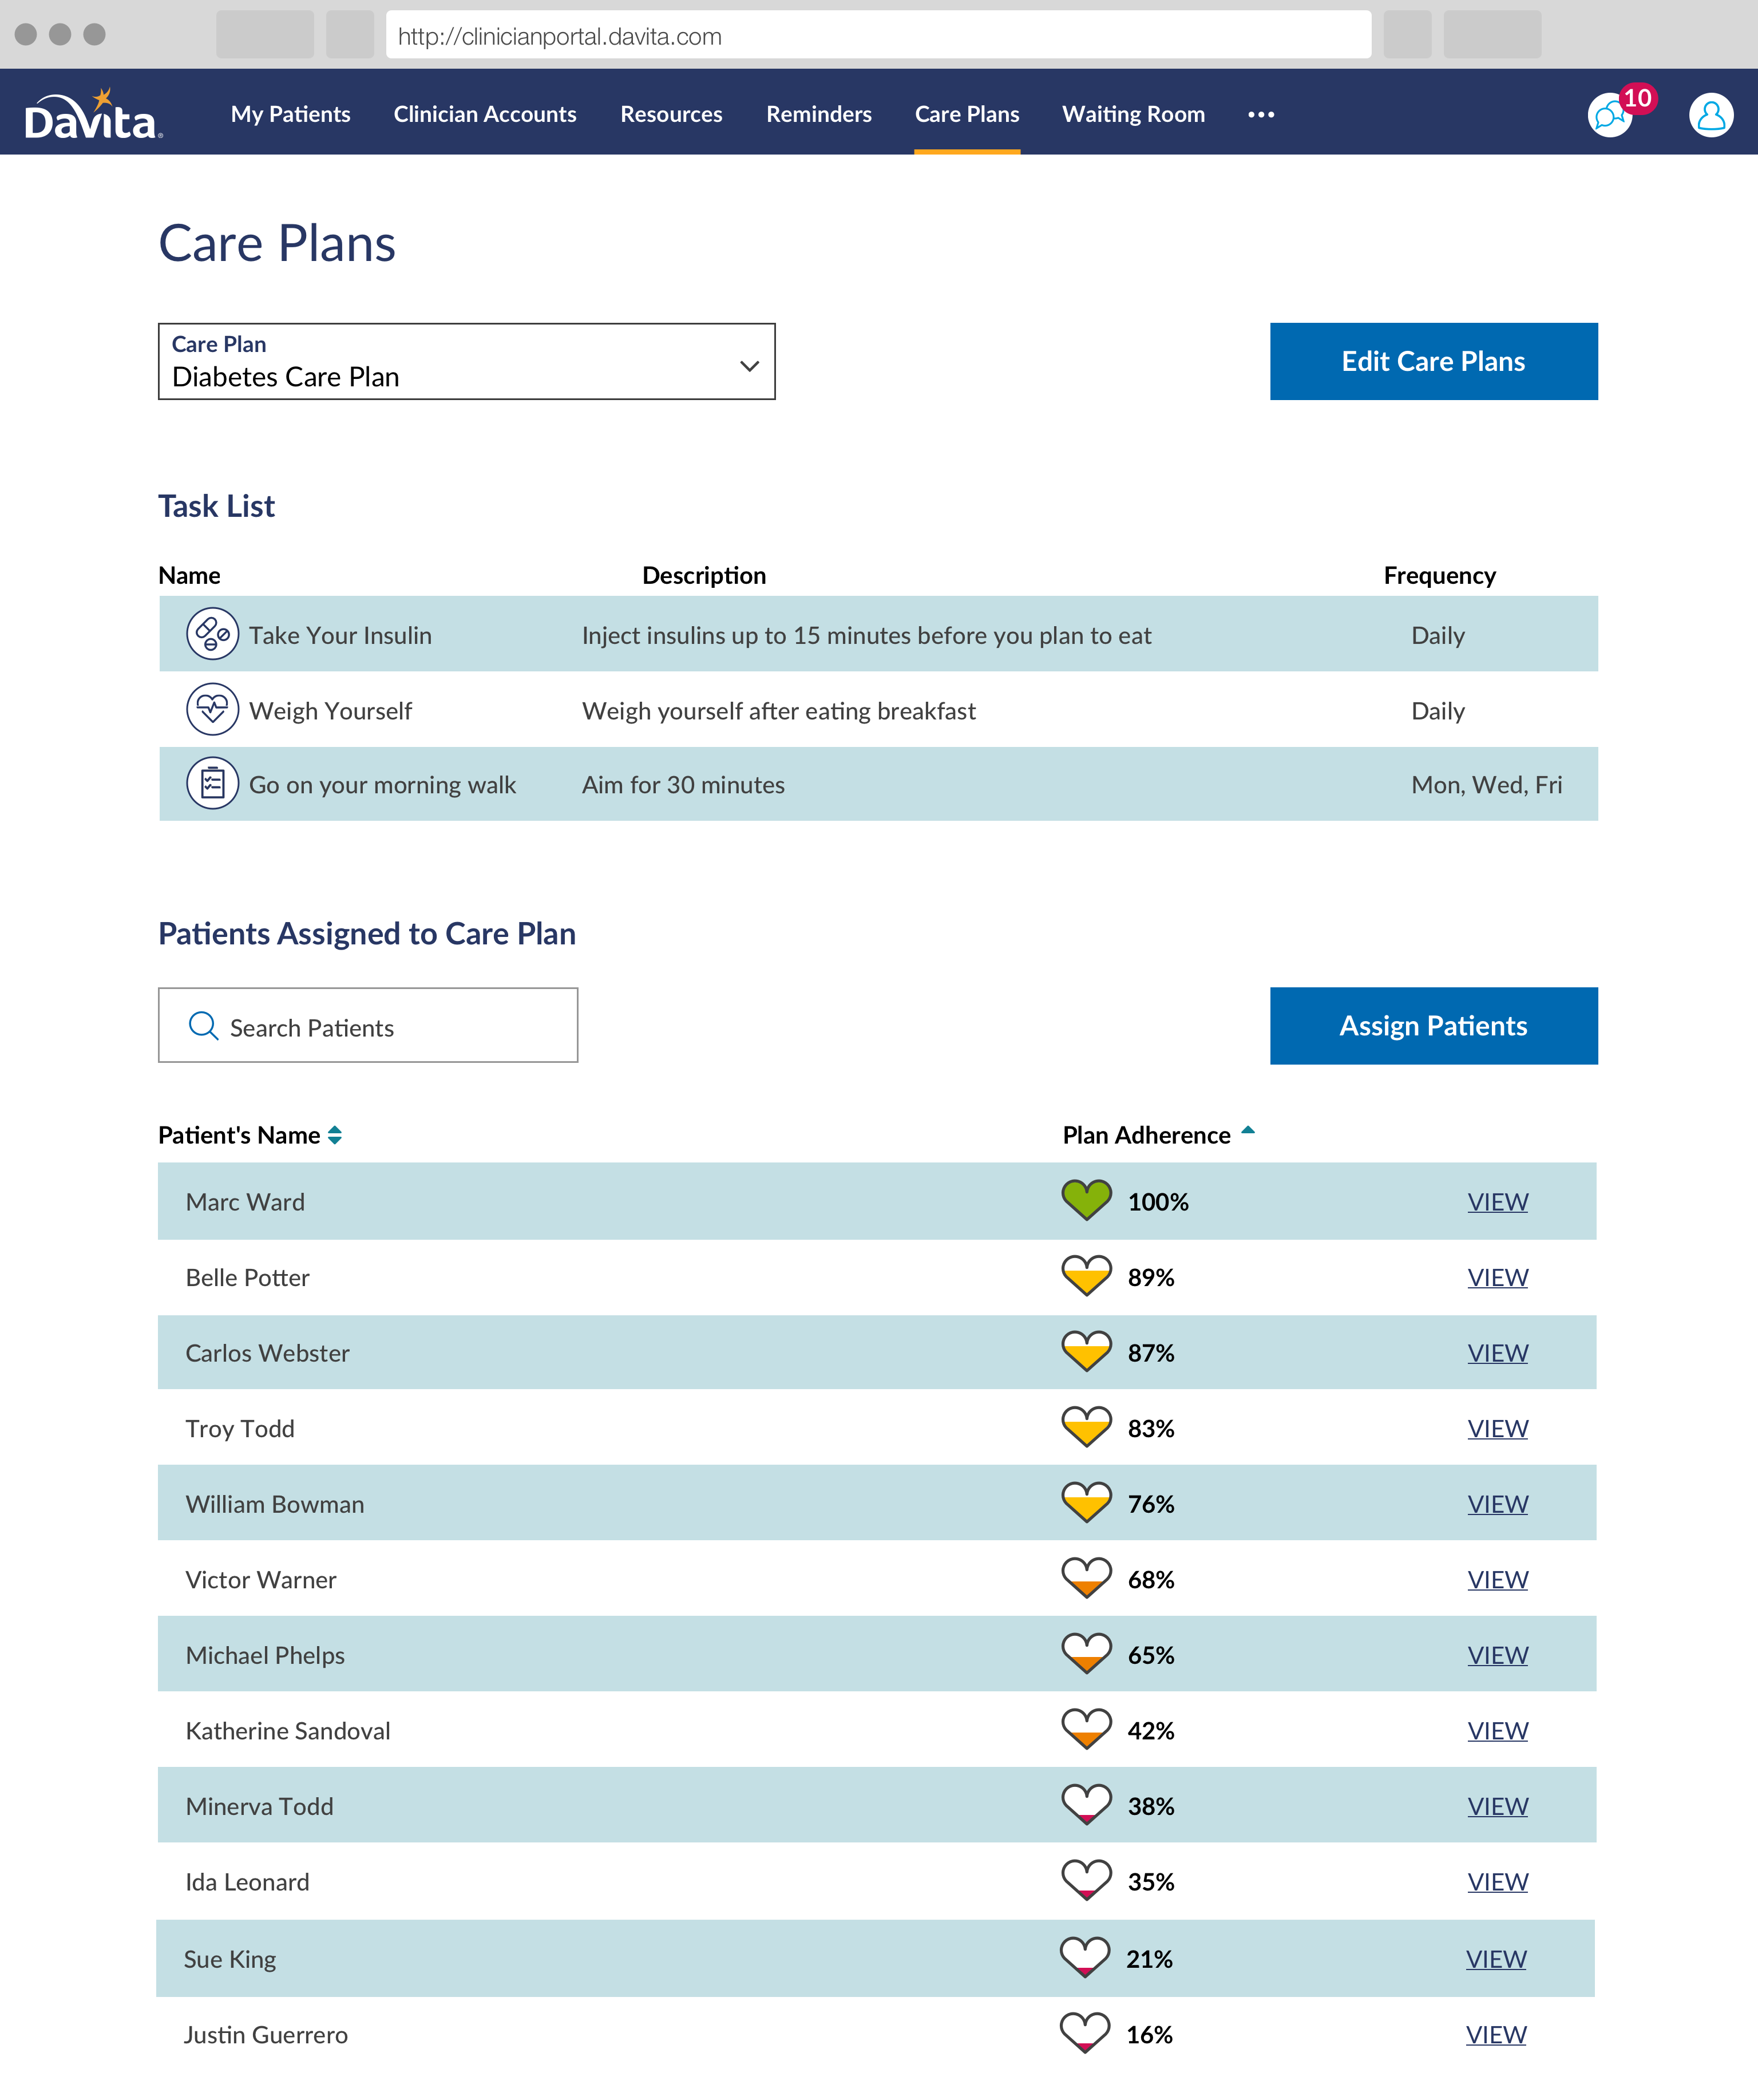 http://clinicianportal.davita.com
DaVita®
My Patients Clinician Accounts Resources Reminders Care Plans Waiting Room ••• 10
Care Plans
Care Plan
Diabetes Care Plan
Edit Care Plans
Task List
Name Description Frequency
Take Your Insulin Inject insulins up to 15 minutes before you plan to eat Daily
Weigh Yourself Weigh yourself after eating breakfast Daily
Go on your morning walk Aim for 30 minutes Mon, Wed, Fri
Patients Assigned to Care Plan
Search Patients
Assign Patients
Patient's Name Plan Adherence
Marc Ward 100% VIEW
Belle Potter 89% VIEW
Carlos Webster 87% VIEW
Troy Todd 83% VIEW
William Bowman 76% VIEW
Victor Warner 68% VIEW
Michael Phelps 65% VIEW
Katherine Sandoval 42% VIEW
Minerva Todd 38% VIEW
Ida Leonard 35% VIEW
Sue King 21% VIEW
Justin Guerrero 16% VIEW